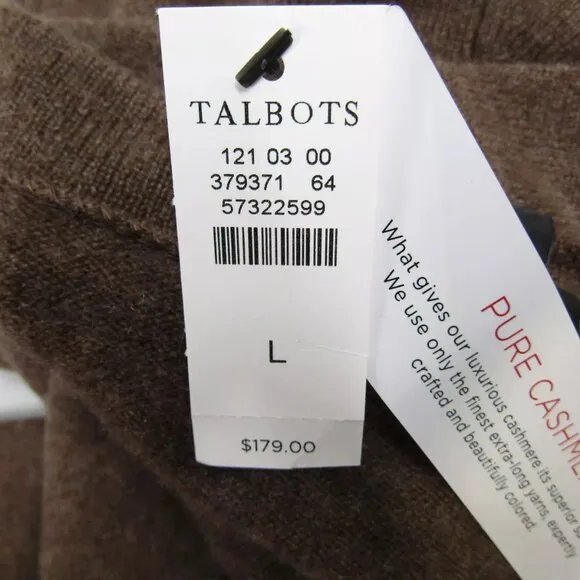 TALBOTS
121 03 00
379371 64
57322599
L
$179.00
PURE
What gives our luxurious cashmere its superior
We use only the finest extra-long yarns, expertly
crafted and beautifully colored.